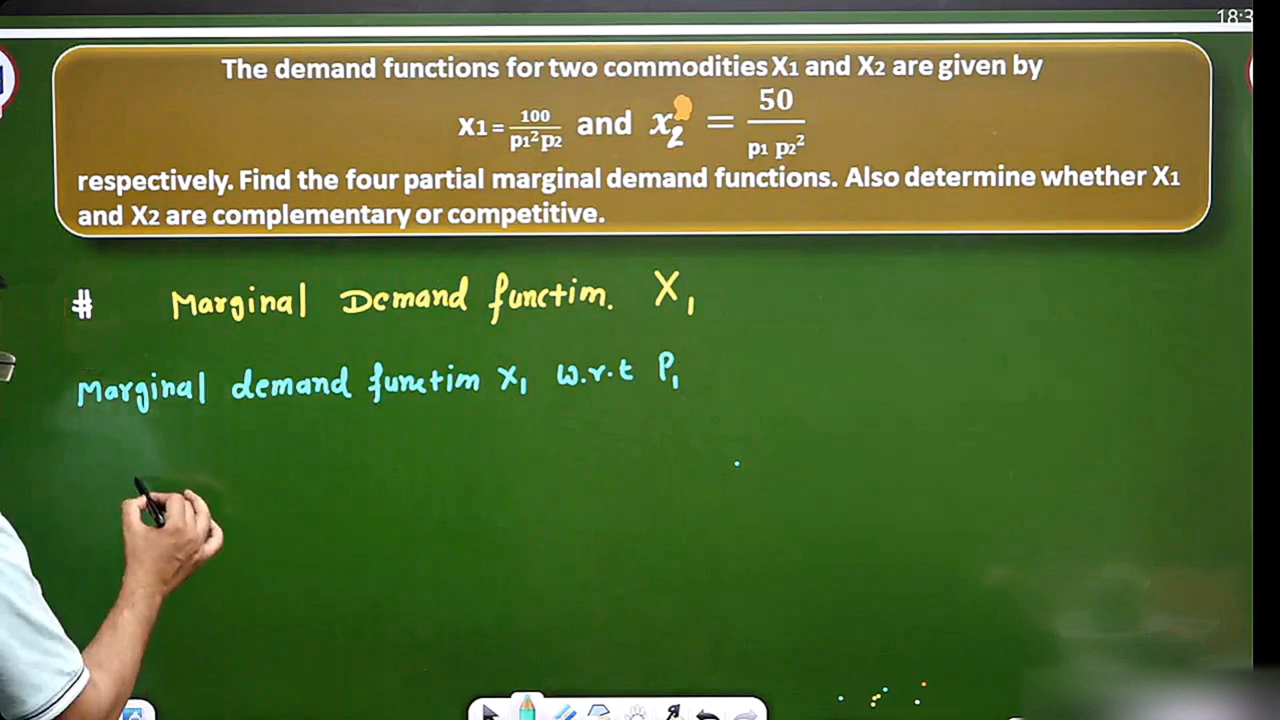 18:3
The demand functions for two commodities X₁ and X₂ are given by
X1 = 100/p₁²p₂ and x₂ = 50/p₁ p₂²
respectively. Find the four partial marginal demand functions. Also determine whether X₁
and X₂ are complementary or competitive.
# Marginal Demand function. X₁
Marginal demand function X₁ w.r.t P₁